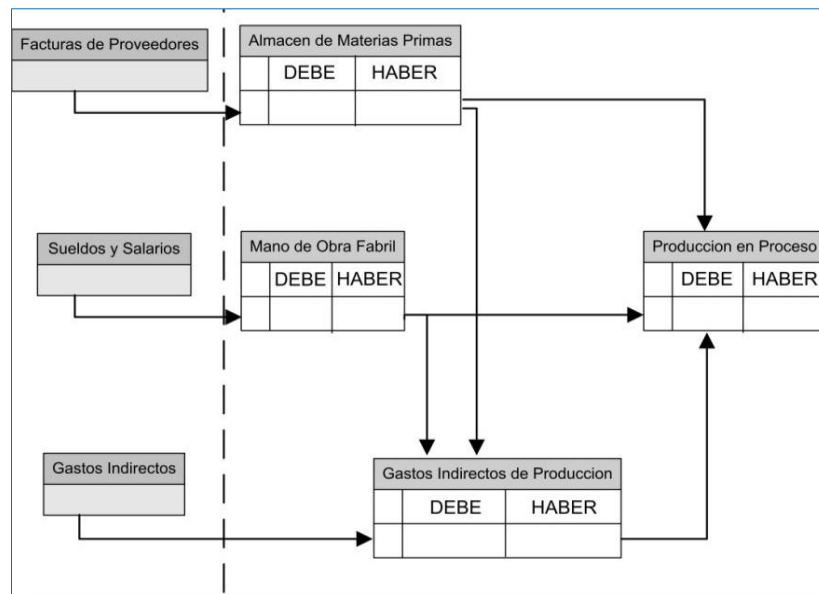 Facturas de Proveedores
Almacen de Materias Primas
DEBE HABER
Sueldos y Salarios
Mano de Obra Fabril
DEBE HABER
Produccion en Proceso
DEBE HABER
Gastos Indirectos
Gastos Indirectos de Produccion
DEBE HABER